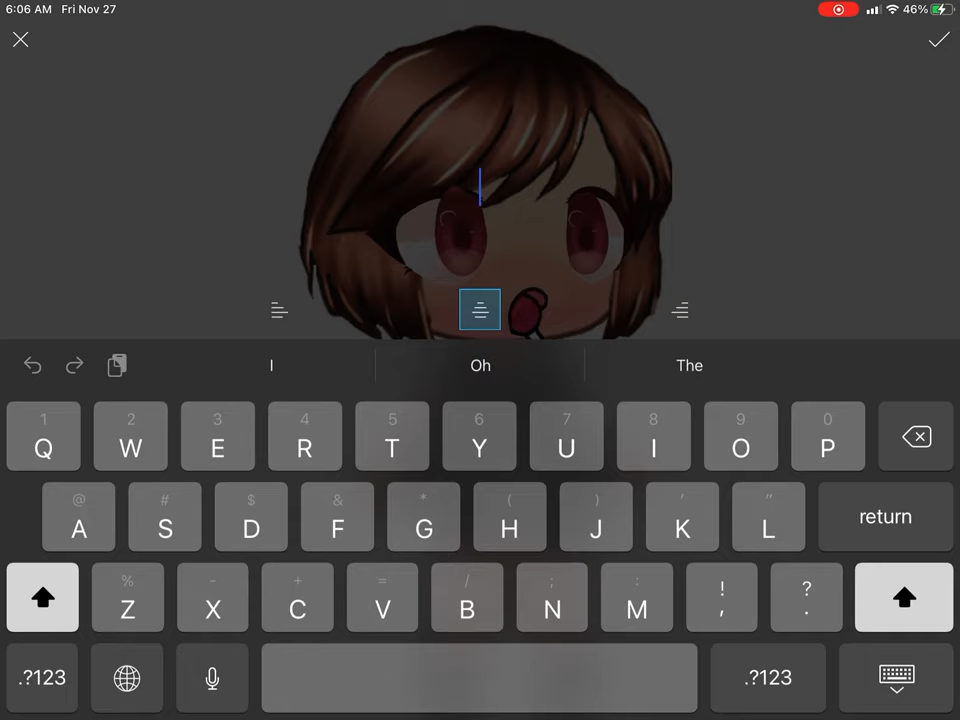 6:06 AM Fri Nov 27 46%
I Oh The
1 2 3 4 5 6 7 8 9 0
Q W E R T Y U I O P
@ # $ & * ( ) ' "
A S D F G H J K L return
% - + = / ; : ! ?
Z X C V B N M , .
.?123 .?123